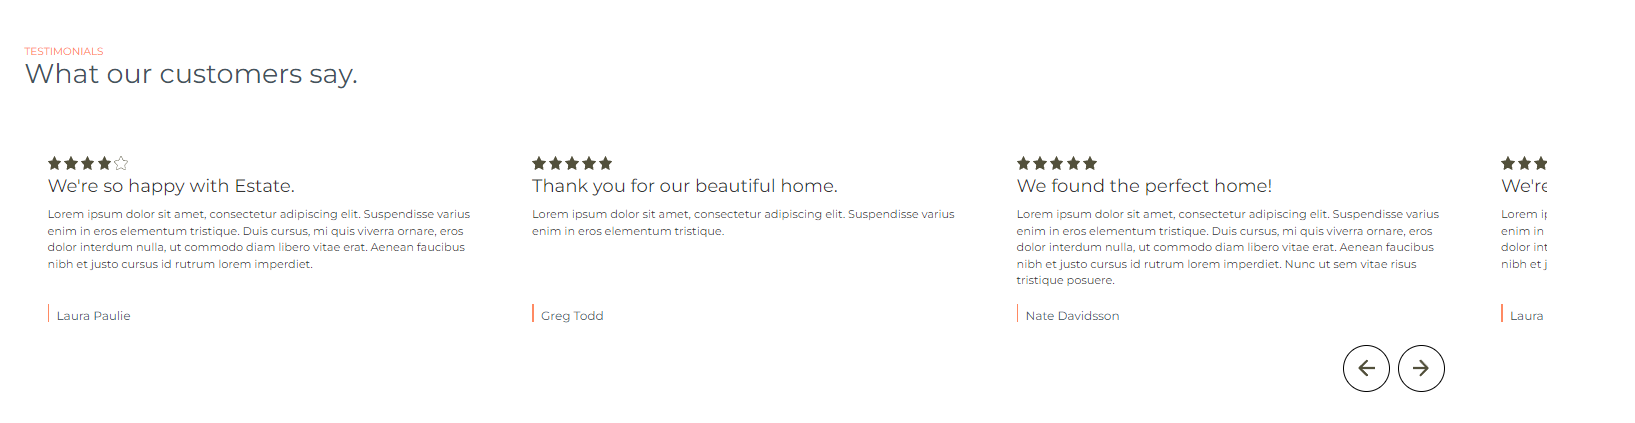 TESTIMONIALS
What our customers say.
We're so happy with Estate.
Lorem ipsum dolor sit amet, consectetur adipiscing elit. Suspendisse varius
enim in eros elementum tristique. Duis cursus, mi quis viverra ornare, eros
dolor interdum nulla, ut commodo diam libero vitae erat. Aenean faucibus
nibh et justo cursus id rutrum lorem imperdiet.
Laura Paulie
Thank you for our beautiful home.
Lorem ipsum dolor sit amet, consectetur adipiscing elit. Suspendisse varius
enim in eros elementum tristique.
Greg Todd
We found the perfect home!
Lorem ipsum dolor sit amet, consectetur adipiscing elit. Suspendisse varius
enim in eros elementum tristique. Duis cursus, mi quis viverra ornare, eros
dolor interdum nulla, ut commodo diam libero vitae erat. Aenean faucibus
nibh et justo cursus id rutrum lorem imperdiet. Nunc ut sem vitae risus
tristique posuere.
Nate Davidsson
We're
Lorem
enim in
dolor
nibh et
Laura